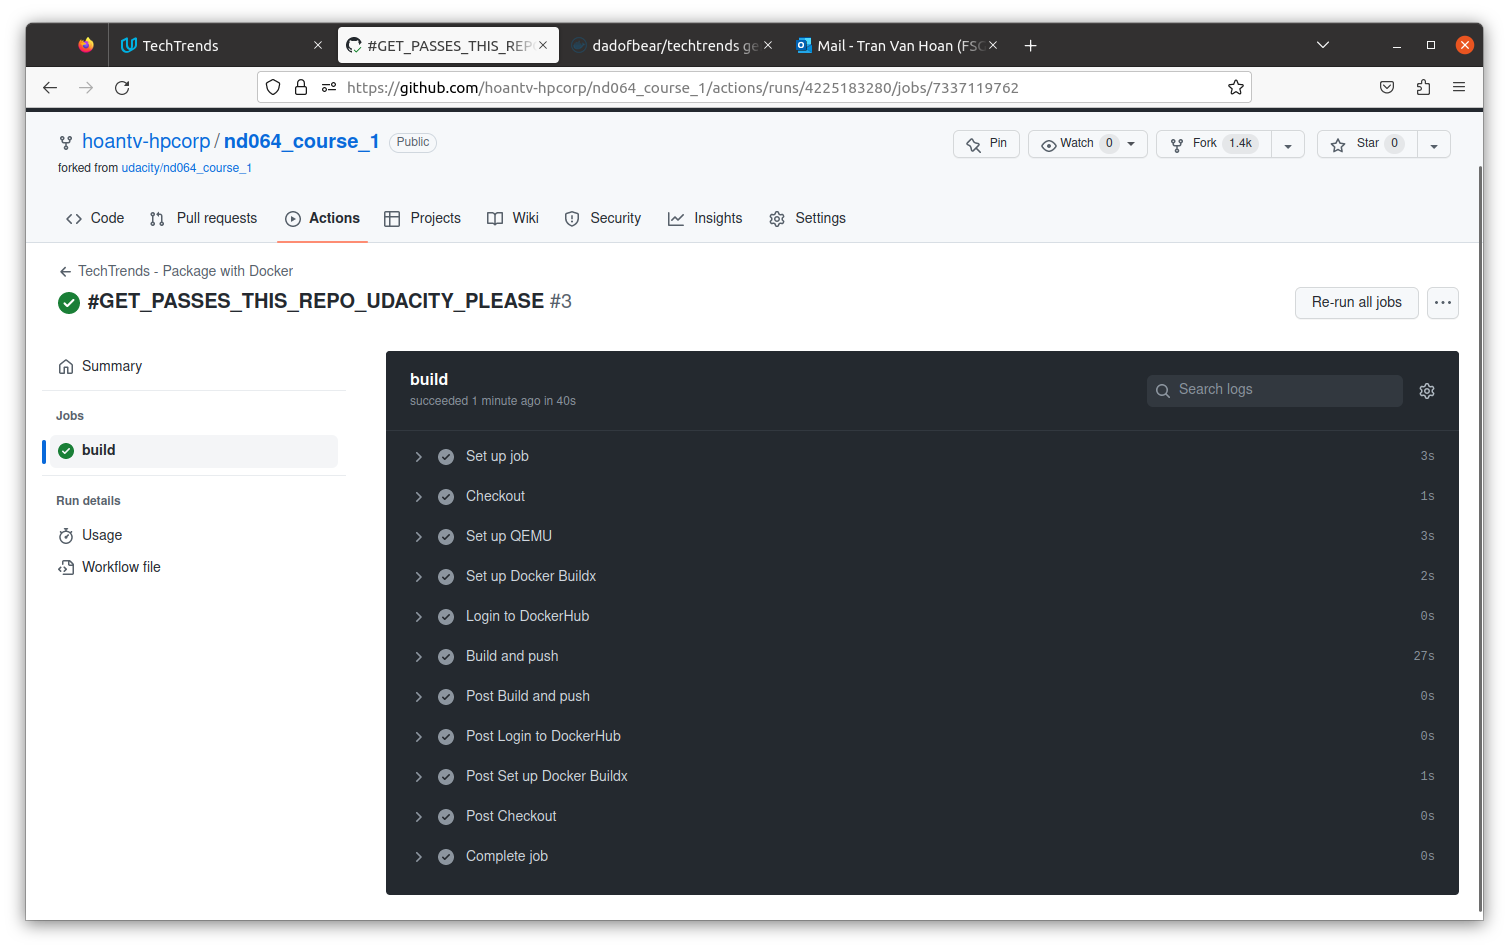 TechTrends
#GET_PASSES_THIS_REP
dadofbear/techtrends ge
Mail - Tran Van Hoan (FSC
https://github.com/hoantv-hpcorp/nd064_course_1/actions/runs/4225183280/jobs/7337119762
hoantv-hpcorp / nd064_course_1 Public
Pin Watch 0 Fork 1.4k Star 0
forked from udacity/nd064_course_1
Code Pull requests Actions Projects Wiki Security Insights Settings
TechTrends - Package with Docker
#GET_PASSES_THIS_REPO_UDACITY_PLEASE #3
Re-run all jobs
Summary
Jobs
build
Run details
Usage
Workflow file
build
succeeded 1 minute ago in 40s
Search logs
Set up job 3s
Checkout 1s
Set up QEMU 3s
Set up Docker Buildx 2s
Login to DockerHub 0s
Build and push 27s
Post Build and push 0s
Post Login to DockerHub 0s
Post Set up Docker Buildx 1s
Post Checkout 0s
Complete job 0s